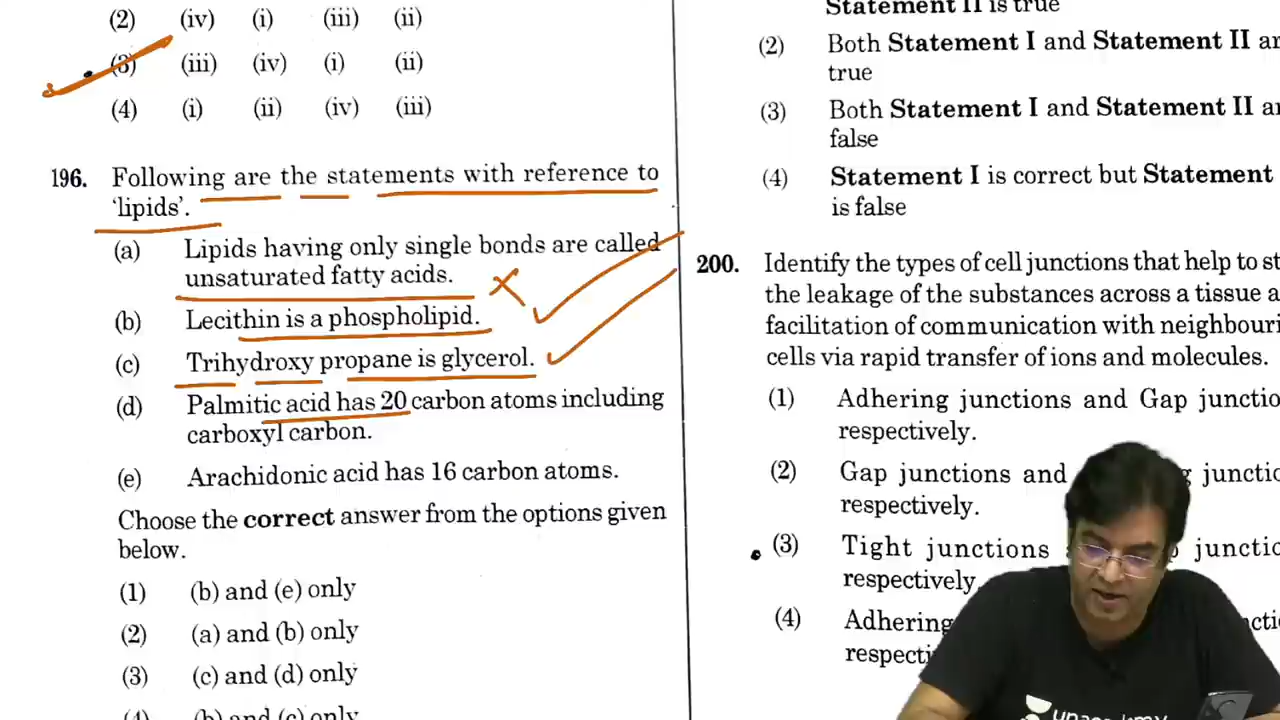 (2) (iv) (i) (iii) (ii)
(3) (iii) (iv) (i) (ii)
(4) (i) (ii) (iv) (iii)
196. Following are the statements with reference to
‘lipids’.
(a) Lipids having only single bonds are called
unsaturated fatty acids.
(b) Lecithin is a phospholipid.
(c) Trihydroxy propane is glycerol.
(d) Palmitic acid has 20 carbon atoms including
carboxyl carbon.
(e) Arachidonic acid has 16 carbon atoms.
Choose the correct answer from the options given
below.
(1) (b) and (e) only
(2) (a) and (b) only
(3) (c) and (d) only
(4) (b) and (c) only
Statement II is true
(2) Both Statement I and Statement II
true
(3) Both Statement I and Statement II
false
(4) Statement I is correct but Statement
is false
200. Identify the types of cell junctions that help to
the leakage of the substances across a tissue
facilitation of communication with
cells via rapid transfer of ions and molecules.
(1) Adhering junctions and Gap
respectively.
(2) Gap junctions and
respectively.
(3) Tight junctions
respectively,
(4) Adhering